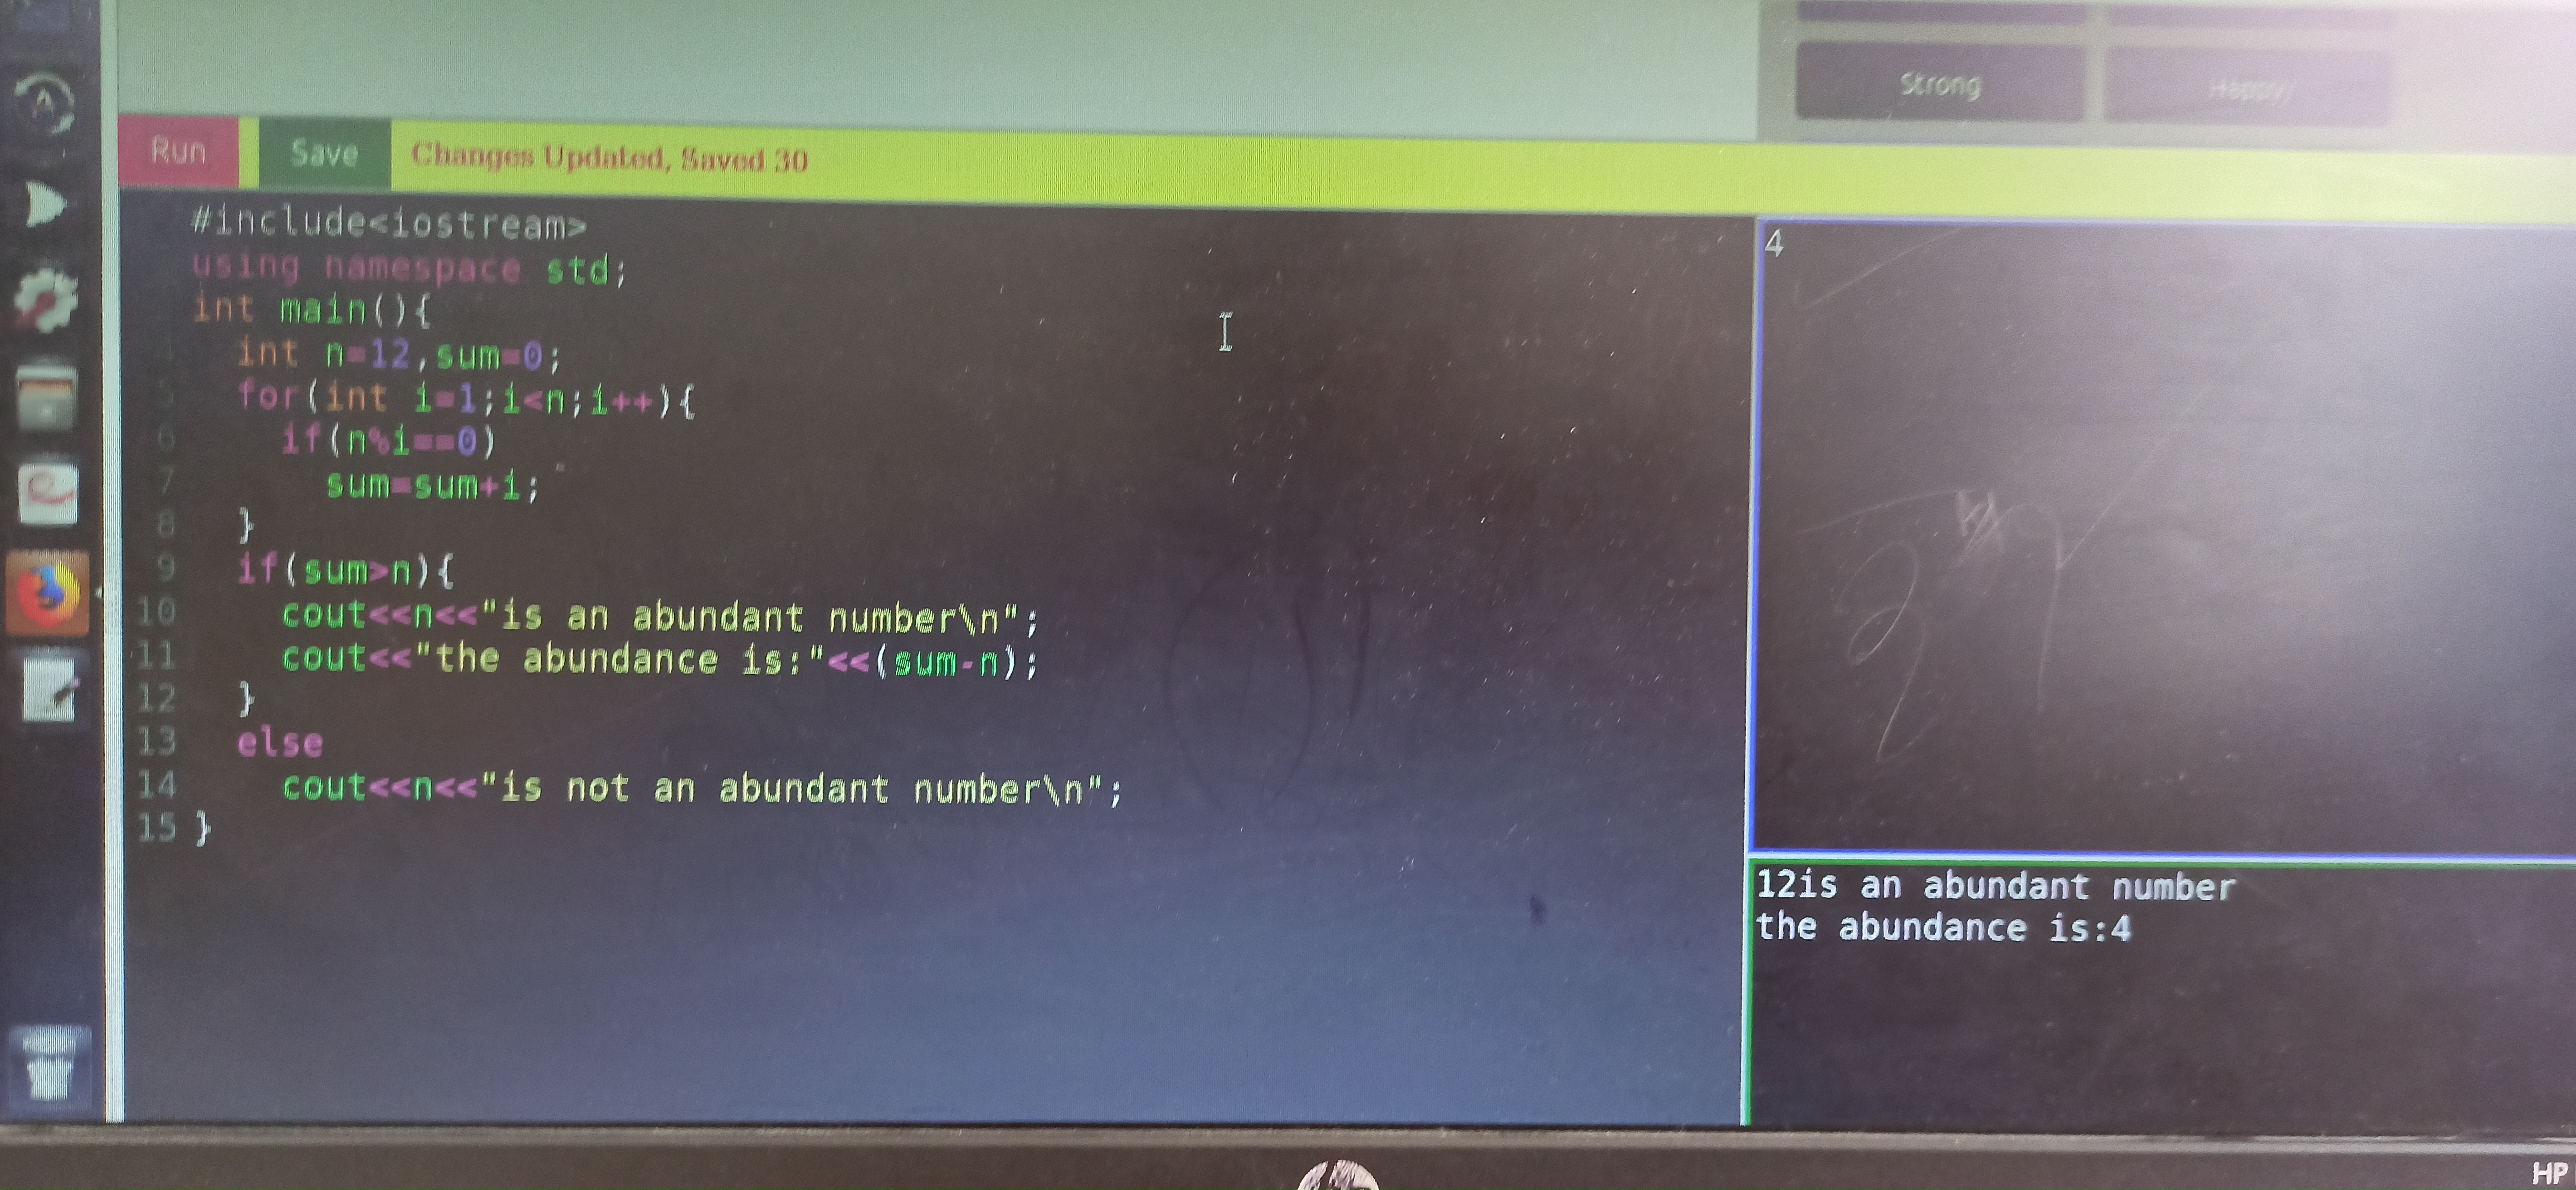 Strong
Happy
Run
Save
Changes Updated, Saved 30
#include<iostream>
using namespace std;
int main(){
int n=12,sum=0;
5 for(int i=1;i<n;i++){
6 if(n%i==0)
7 sum=sum+i;
8 }
9 if(sum>n){
10 cout<<n<<"is an abundant number\n";
11 cout<<"the abundance is:"<<(sum-n);
12 }
13 else
14 cout<<n<<"is not an abundant number\n";
15 }
4
12is an abundant number
the abundance is:4
HP